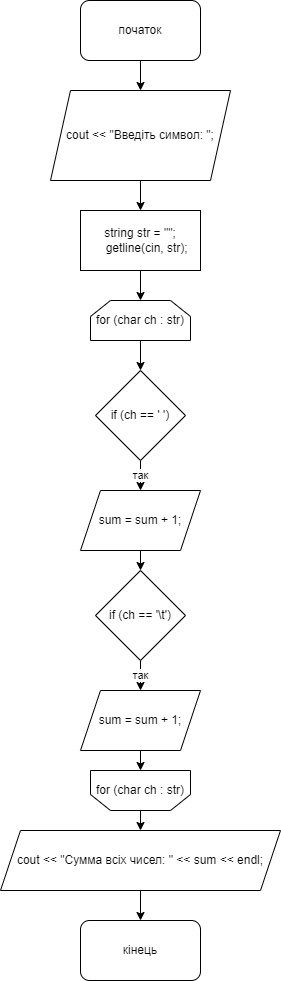 початок
cout << "Введіть символ: ";
string str = "";
getline(cin, str);
for (char ch : str)
if (ch == ' ')
так
sum = sum + 1;
if (ch == '\t')
так
sum = sum + 1;
for (char ch : str)
cout << "Сумма всіх чисел: " << sum << endl;
кінець